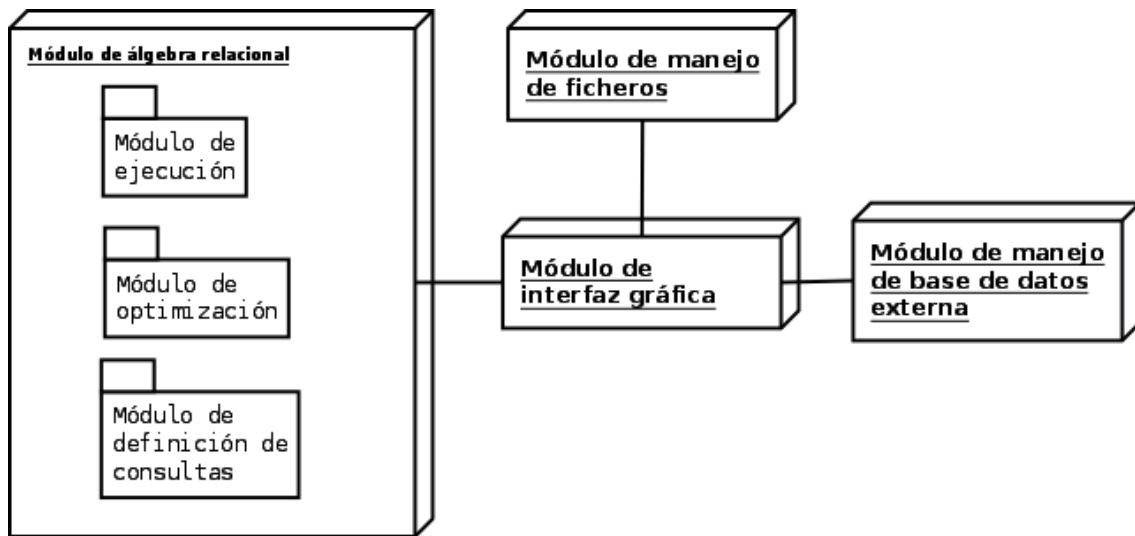 Módulo de álgebra relacional
Módulo de
ejecución
Módulo de
optimización
Módulo de
definición de
consultas
Módulo de manejo
de ficheros
Módulo de
interfaz gráfica
Módulo de manejo
de base de datos
externa